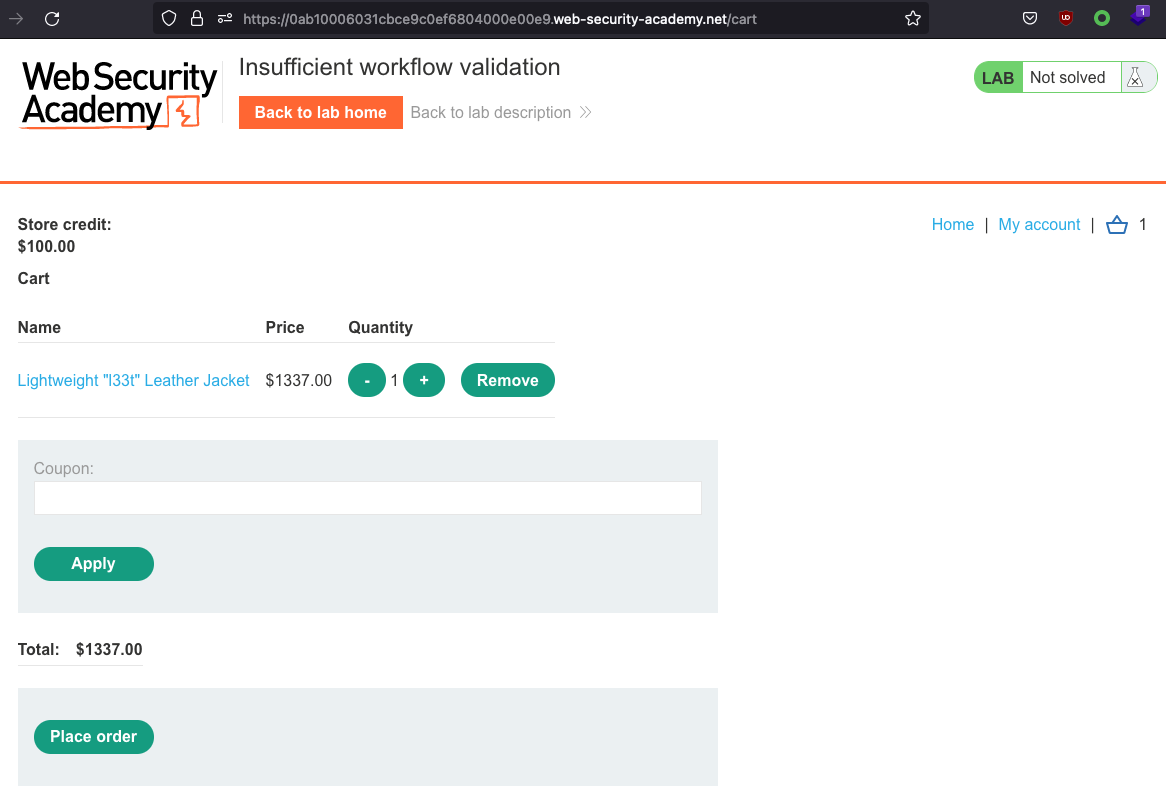 https://0ab10006031cbce9c0ef6804000e00e9.web-security-academy.net/cart
UD
1
Web Security
Academy
Insufficient workflow validation
Back to lab home
Back to lab description
LAB Not solved
Store credit:
$100.00
Home | My account | 1
Cart
Name Price Quantity
Lightweight "l33t" Leather Jacket $1337.00 - 1 + Remove
Coupon:
Apply
Total: $1337.00
Place order